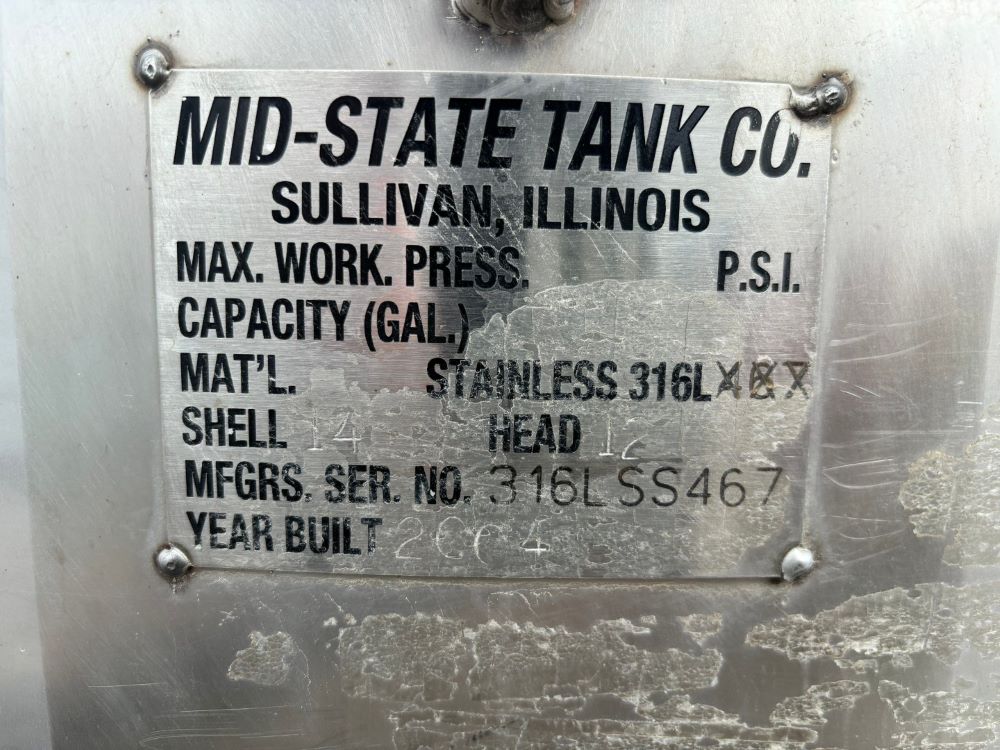 MID-STATE TANK CO.
SULLIVAN, ILLINOIS
MAX. WORK. PRESS. P.S.I.
CAPACITY (GAL.)
MAT'L. STAINLESS 316L
SHELL 14 HEAD 12
MFGRS. SER. NO. 316LSS467
YEAR BUILT 2004